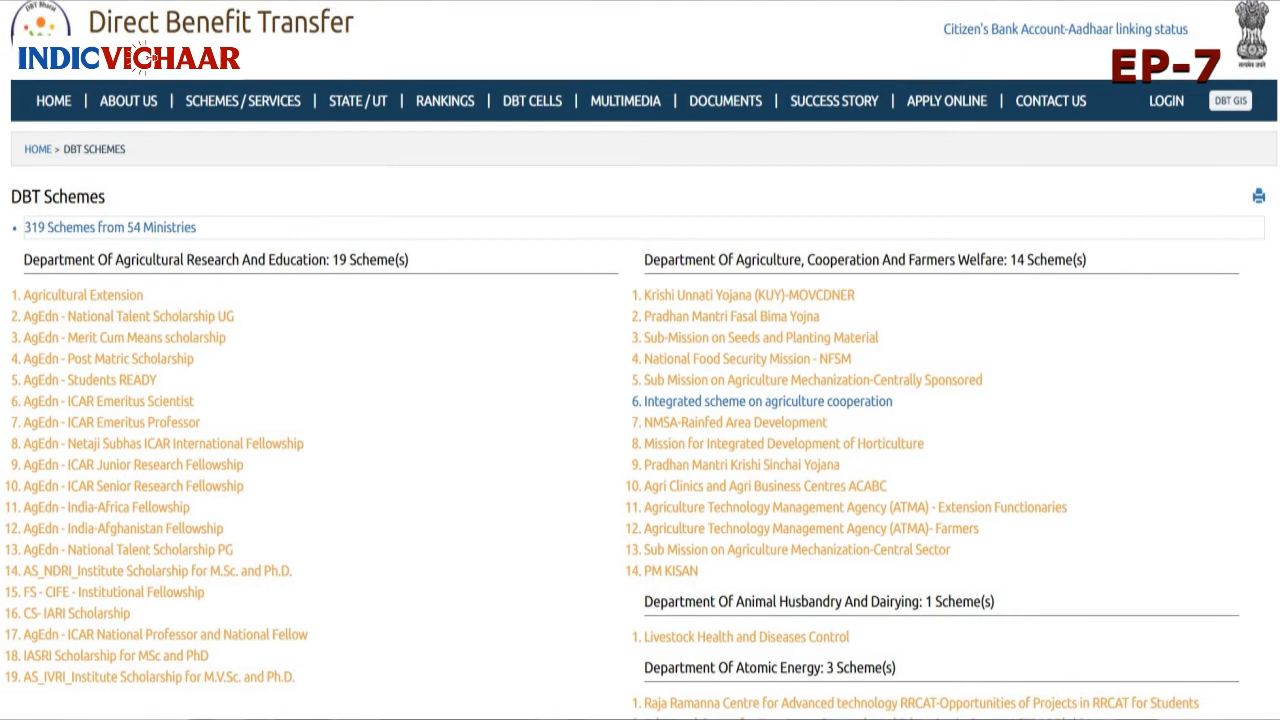 DBT Bharat
Direct Benefit Transfer
Citizen's Bank Account-Aadhaar linking status
सत्यमेव जयते
INDICVICHAAR
EP-7
HOME | ABOUT US | SCHEMES / SERVICES | STATE / UT | RANKINGS | DBT CELLS | MULTIMEDIA | DOCUMENTS | SUCCESS STORY | APPLY ONLINE | CONTACT US LOGIN DBT GIS
HOME > DBT SCHEMES
DBT Schemes
• 319 Schemes from 54 Ministries
Department Of Agricultural Research And Education: 19 Scheme(s)
1. Agricultural Extension
2. AgEdn - National Talent Scholarship UG
3. AgEdn - Merit Cum Means scholarship
4. AgEdn - Post Matric Scholarship
5. AgEdn - Students READY
6. AgEdn - ICAR Emeritus Scientist
7. AgEdn - ICAR Emeritus Professor
8. AgEdn - Netaji Subhas ICAR International Fellowship
9. AgEdn - ICAR Junior Research Fellowship
10. AgEdn - ICAR Senior Research Fellowship
11. AgEdn - India-Africa Fellowship
12. AgEdn - India-Afghanistan Fellowship
13. AgEdn - National Talent Scholarship PG
14. AS_NDRI_Institute Scholarship for M.Sc. and Ph.D.
15. FS - CIFE - Institutional Fellowship
16. CS- IARI Scholarship
17. AgEdn - ICAR National Professor and National Fellow
18. IASRI Scholarship for MSc and PhD
19. AS_IVRI_Institute Scholarship for M.V.Sc. and Ph.D.
Department Of Agriculture, Cooperation And Farmers Welfare: 14 Scheme(s)
1. Krishi Unnati Yojana (KUY)-MOVCDNER
2. Pradhan Mantri Fasal Bima Yojna
3. Sub-Mission on Seeds and Planting Material
4. National Food Security Mission - NFSM
5. Sub Mission on Agriculture Mechanization-Centrally Sponsored
6. Integrated scheme on agriculture cooperation
7. NMSA-Rainfed Area Development
8. Mission for Integrated Development of Horticulture
9. Pradhan Mantri Krishi Sinchai Yojana
10. Agri Clinics and Agri Business Centres ACABC
11. Agriculture Technology Management Agency (ATMA) - Extension Functionaries
12. Agriculture Technology Management Agency (ATMA)- Farmers
13. Sub Mission on Agriculture Mechanization-Central Sector
14. PM KISAN
Department Of Animal Husbandry And Dairying: 1 Scheme(s)
1. Livestock Health and Diseases Control
Department Of Atomic Energy: 3 Scheme(s)
1. Raja Ramanna Centre for Advanced technology RRCAT-Opportunities of Projects in RRCAT for Students